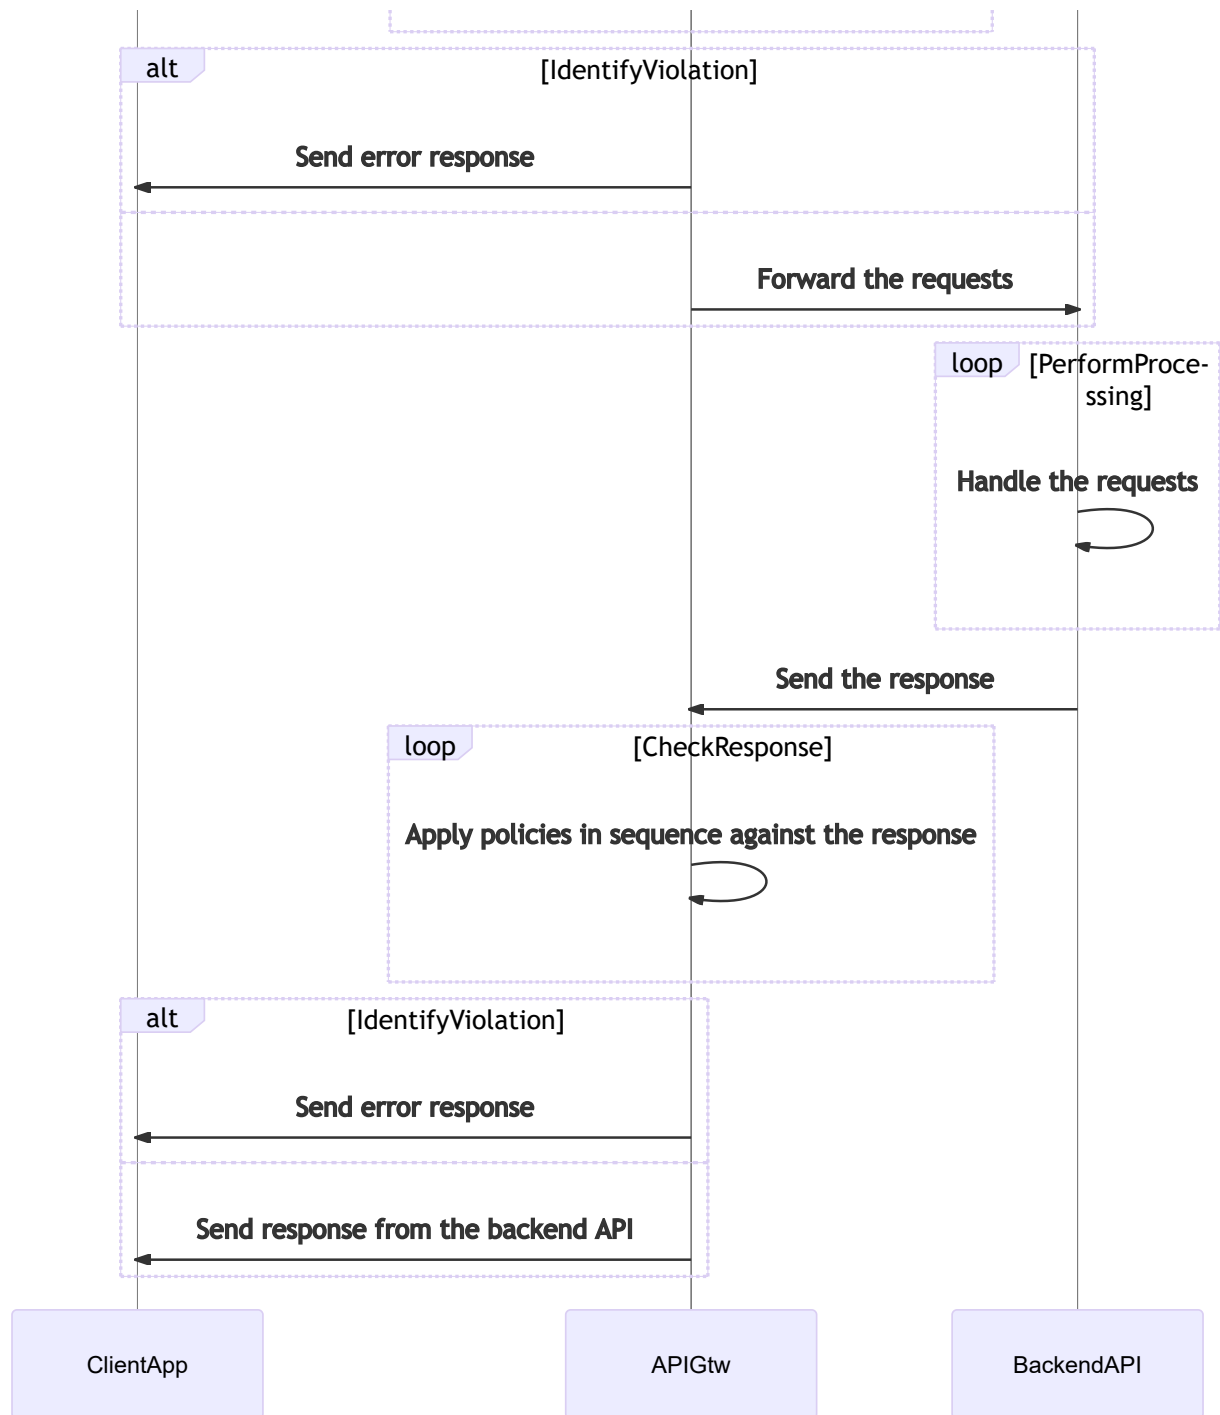 alt [IdentifyViolation]
Send error response
Forward the requests
loop [PerformProce-
ssing]
Handle the requests
Send the response
loop [CheckResponse]
Apply policies in sequence against the response
alt [IdentifyViolation]
Send error response
Send response from the backend API
ClientApp APIGtw BackendAPI